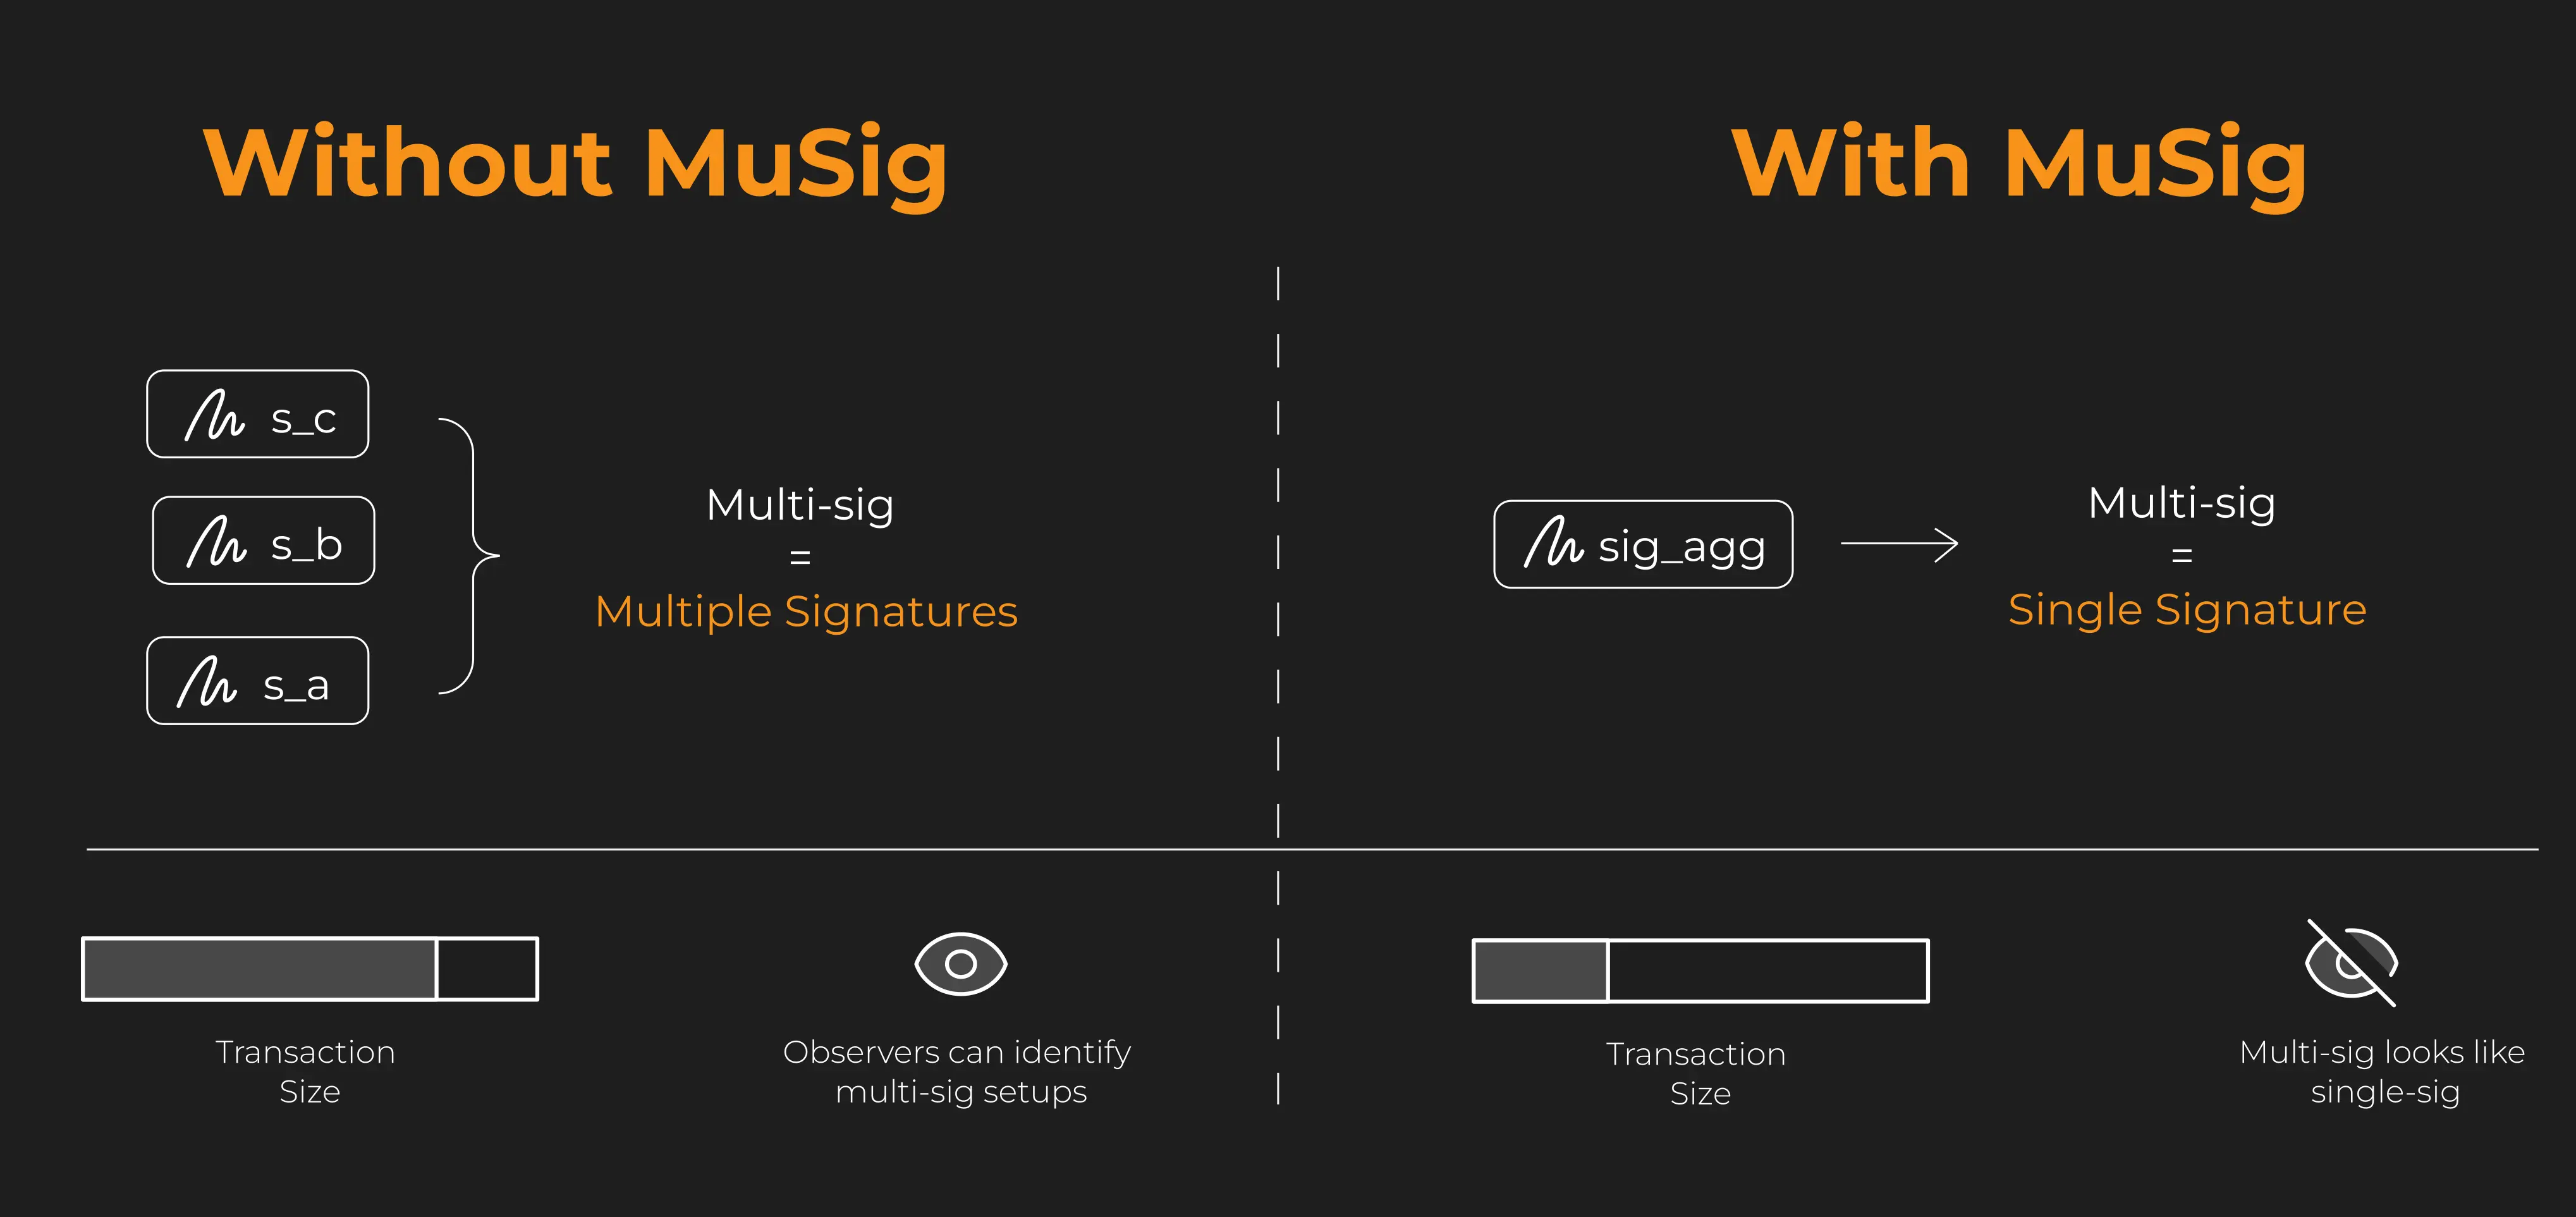 Without MuSig
s_c
s_b
s_a
Multi-sig
=
Multiple Signatures
Transaction
Size
Observers can identify
multi-sig setups
With MuSig
sig_agg
Multi-sig
=
Single Signature
Transaction
Size
Multi-sig looks like
single-sig